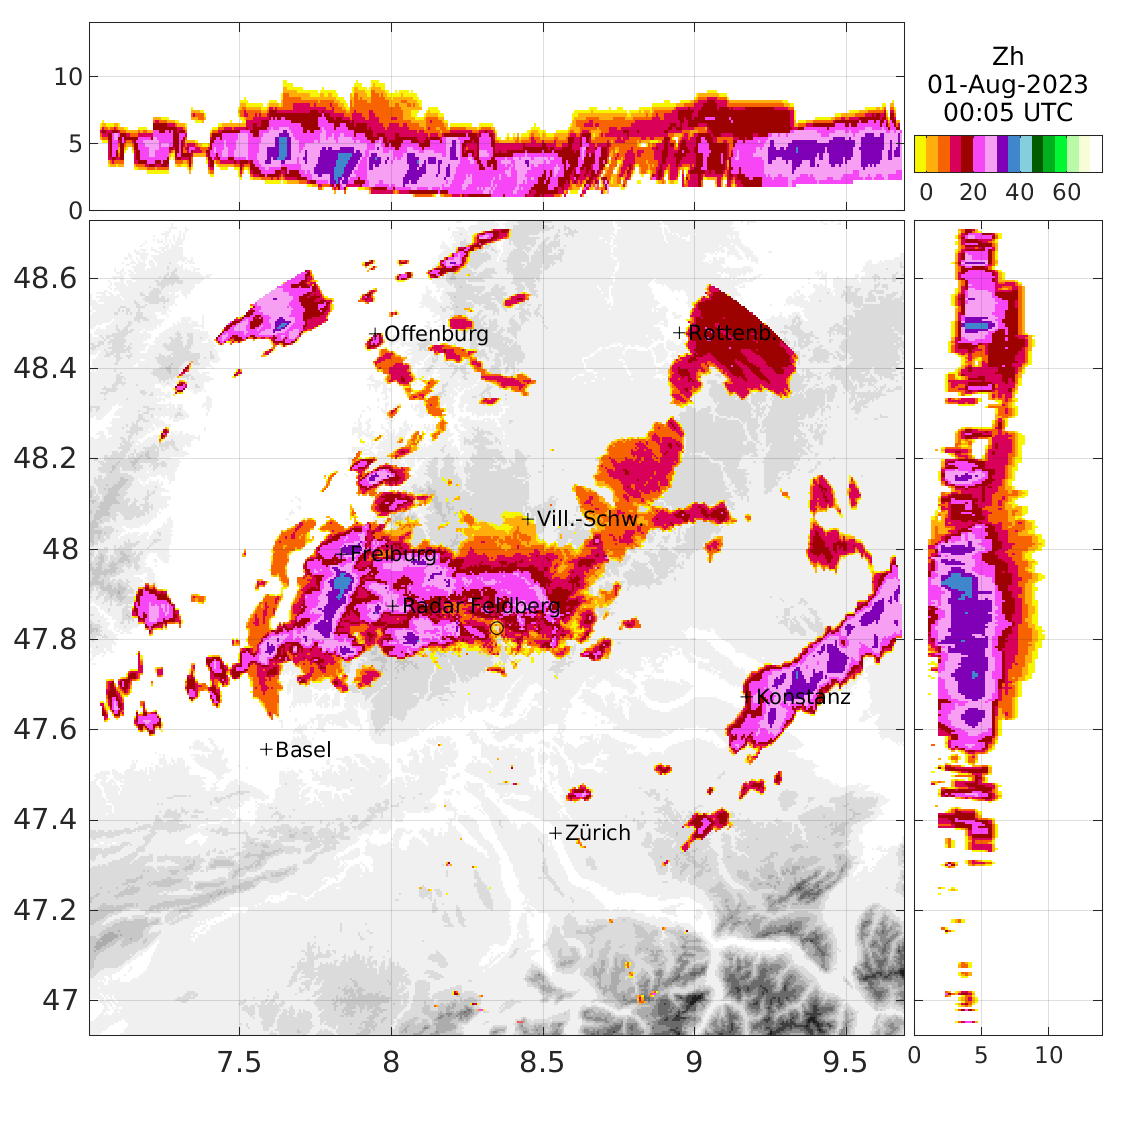 10
5
0
Zh
01-Aug-2023
00:05 UTC
0 20 40 60
48.6
48.4
48.2
48
47.8
47.6
47.4
47.2
47
Offenburg
Rottenb.
Vill.-Schw.
Freiburg
Radar Feldberg
Konstanz
Basel
Zürich
7.5 8 8.5 9 9.5
0 5 10